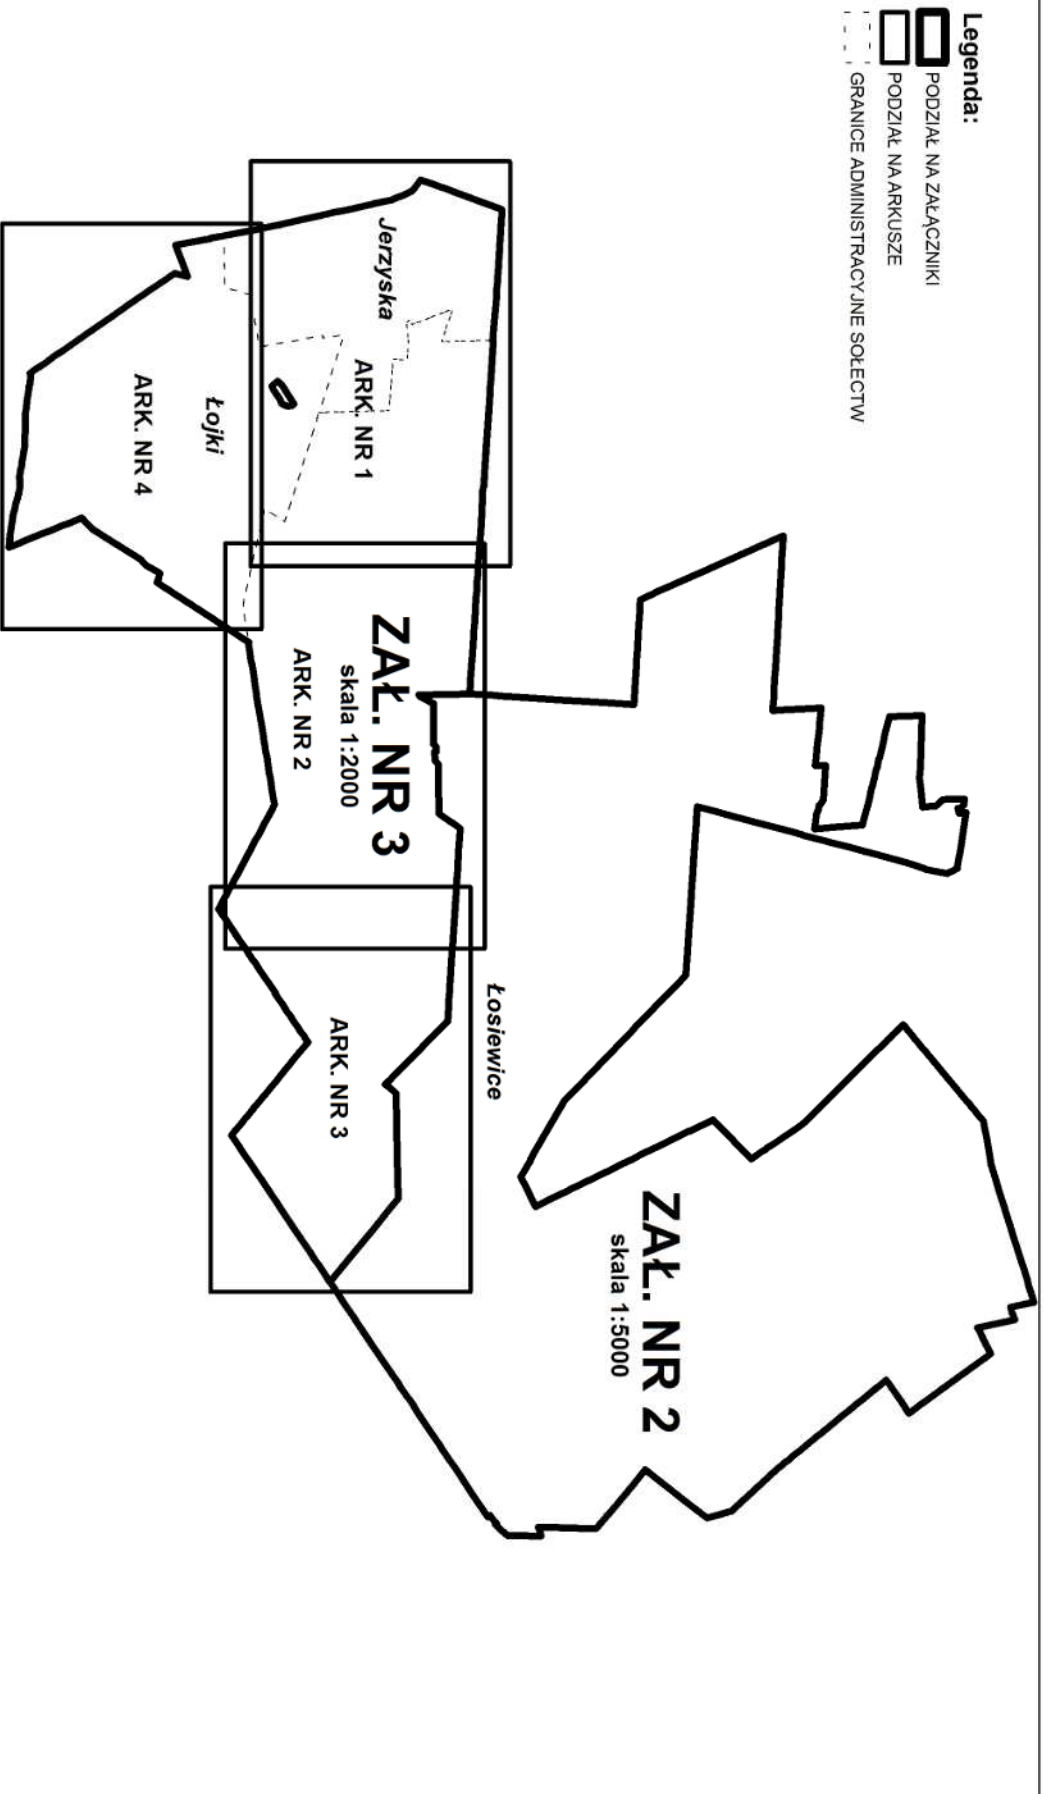 Legenda:
PODZIAŁ NA ZAŁĄCZNIKI
PODZIAŁ NA ARKUSZE
GRANICE ADMINISTRACYJNE SOŁECTW
ZAŁ. NR 2
skala 1:5000
Łosiewice
Jerzyska
ARK. NR 1
ZAŁ. NR 3
skala 1:2000
ARK. NR 2
ARK. NR 3
Łojki
ARK. NR 4